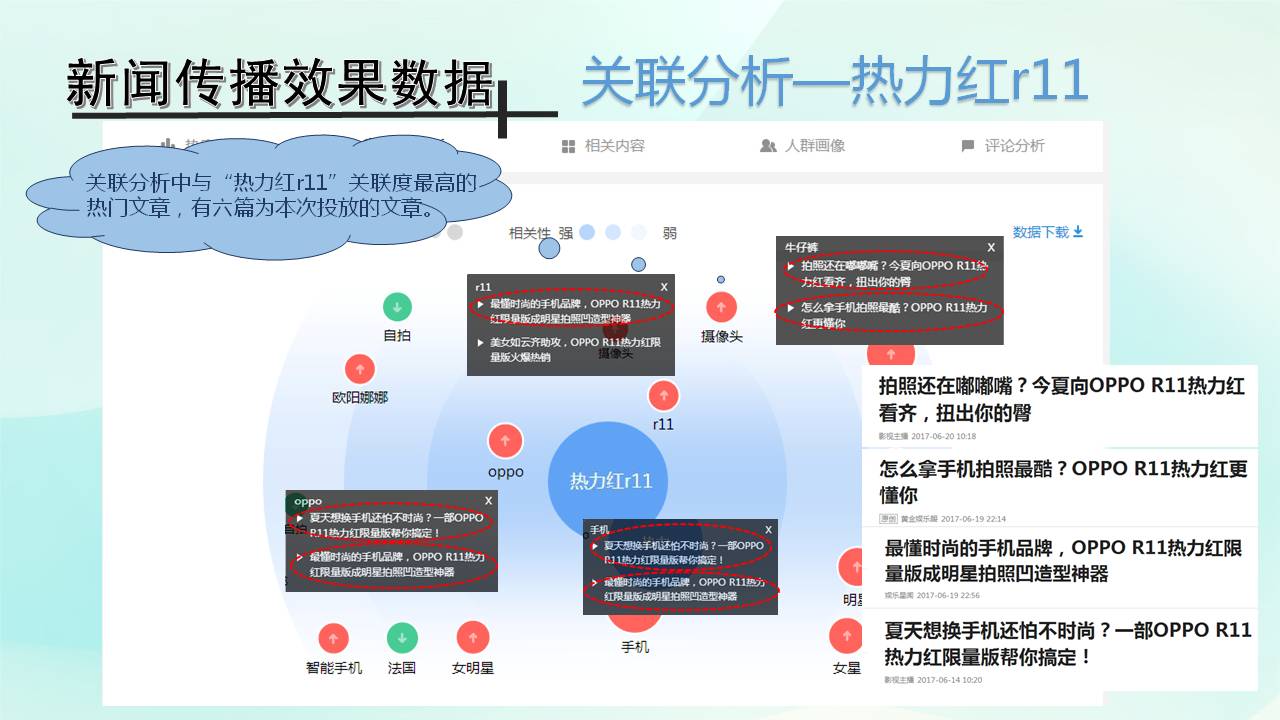 新闻传播效果数据
关联分析—热力红r11
相关内容
人群画像
评论分析
关联分析中与“热力红r11”关联度最高的
热门文章，有六篇为本次投放的文章。
相关性 强
弱
数据下载
牛仔裤 X
拍照还在嘟嘟嘴？今夏向OPPO R11热
力红看齐，扭出你的臀
怎么拿手机拍照最酷？OPPO R11热力
红更懂你
r11 X
最懂时尚的手机品牌，OPPO R11热力
红限量版成明星拍照凹造型神器
美女如云齐助攻，OPPO R11热力红限
量版火爆热销
摄像头
自拍
摄像头
欧阳娜娜
r11
oppo
热力红r11
oppo X
夏天想换手机还怕不时尚？一部OPPO
R11热力红限量版帮你搞定！
最懂时尚的手机品牌，OPPO R11热力
红限量版成明星拍照凹造型神器
自拍
手机 X
夏天想换手机还怕不时尚？一部OPPO
R11热力红限量版帮你搞定！
最懂时尚的手机品牌，OPPO R11热力
红限量版成明星拍照凹造型神器
明星
智能手机
法国
女明星
手机
女星
拍照还在嘟嘟嘴？今夏向OPPO R11热力红
看齐，扭出你的臀
影视主播 2017-06-20 10:18
怎么拿手机拍照最酷？OPPO R11热力红更
懂你
原创 黄金娱乐眼 2017-06-19 22:14
最懂时尚的手机品牌，OPPO R11热力红限
量版成明星拍照凹造型神器
娱乐星阁 2017-06-19 22:56
夏天想换手机还怕不时尚？一部OPPO R11
热力红限量版帮你搞定！
影视主播 2017-06-14 10:20